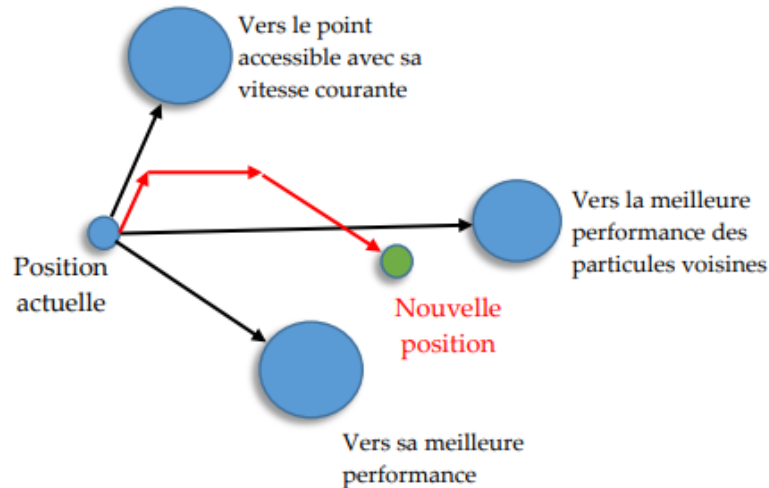 Vers le point
accessible avec sa
vitesse courante
Vers la meilleure
performance des
particules voisines
Position
actuelle
Nouvelle
position
Vers sa meilleure
performance